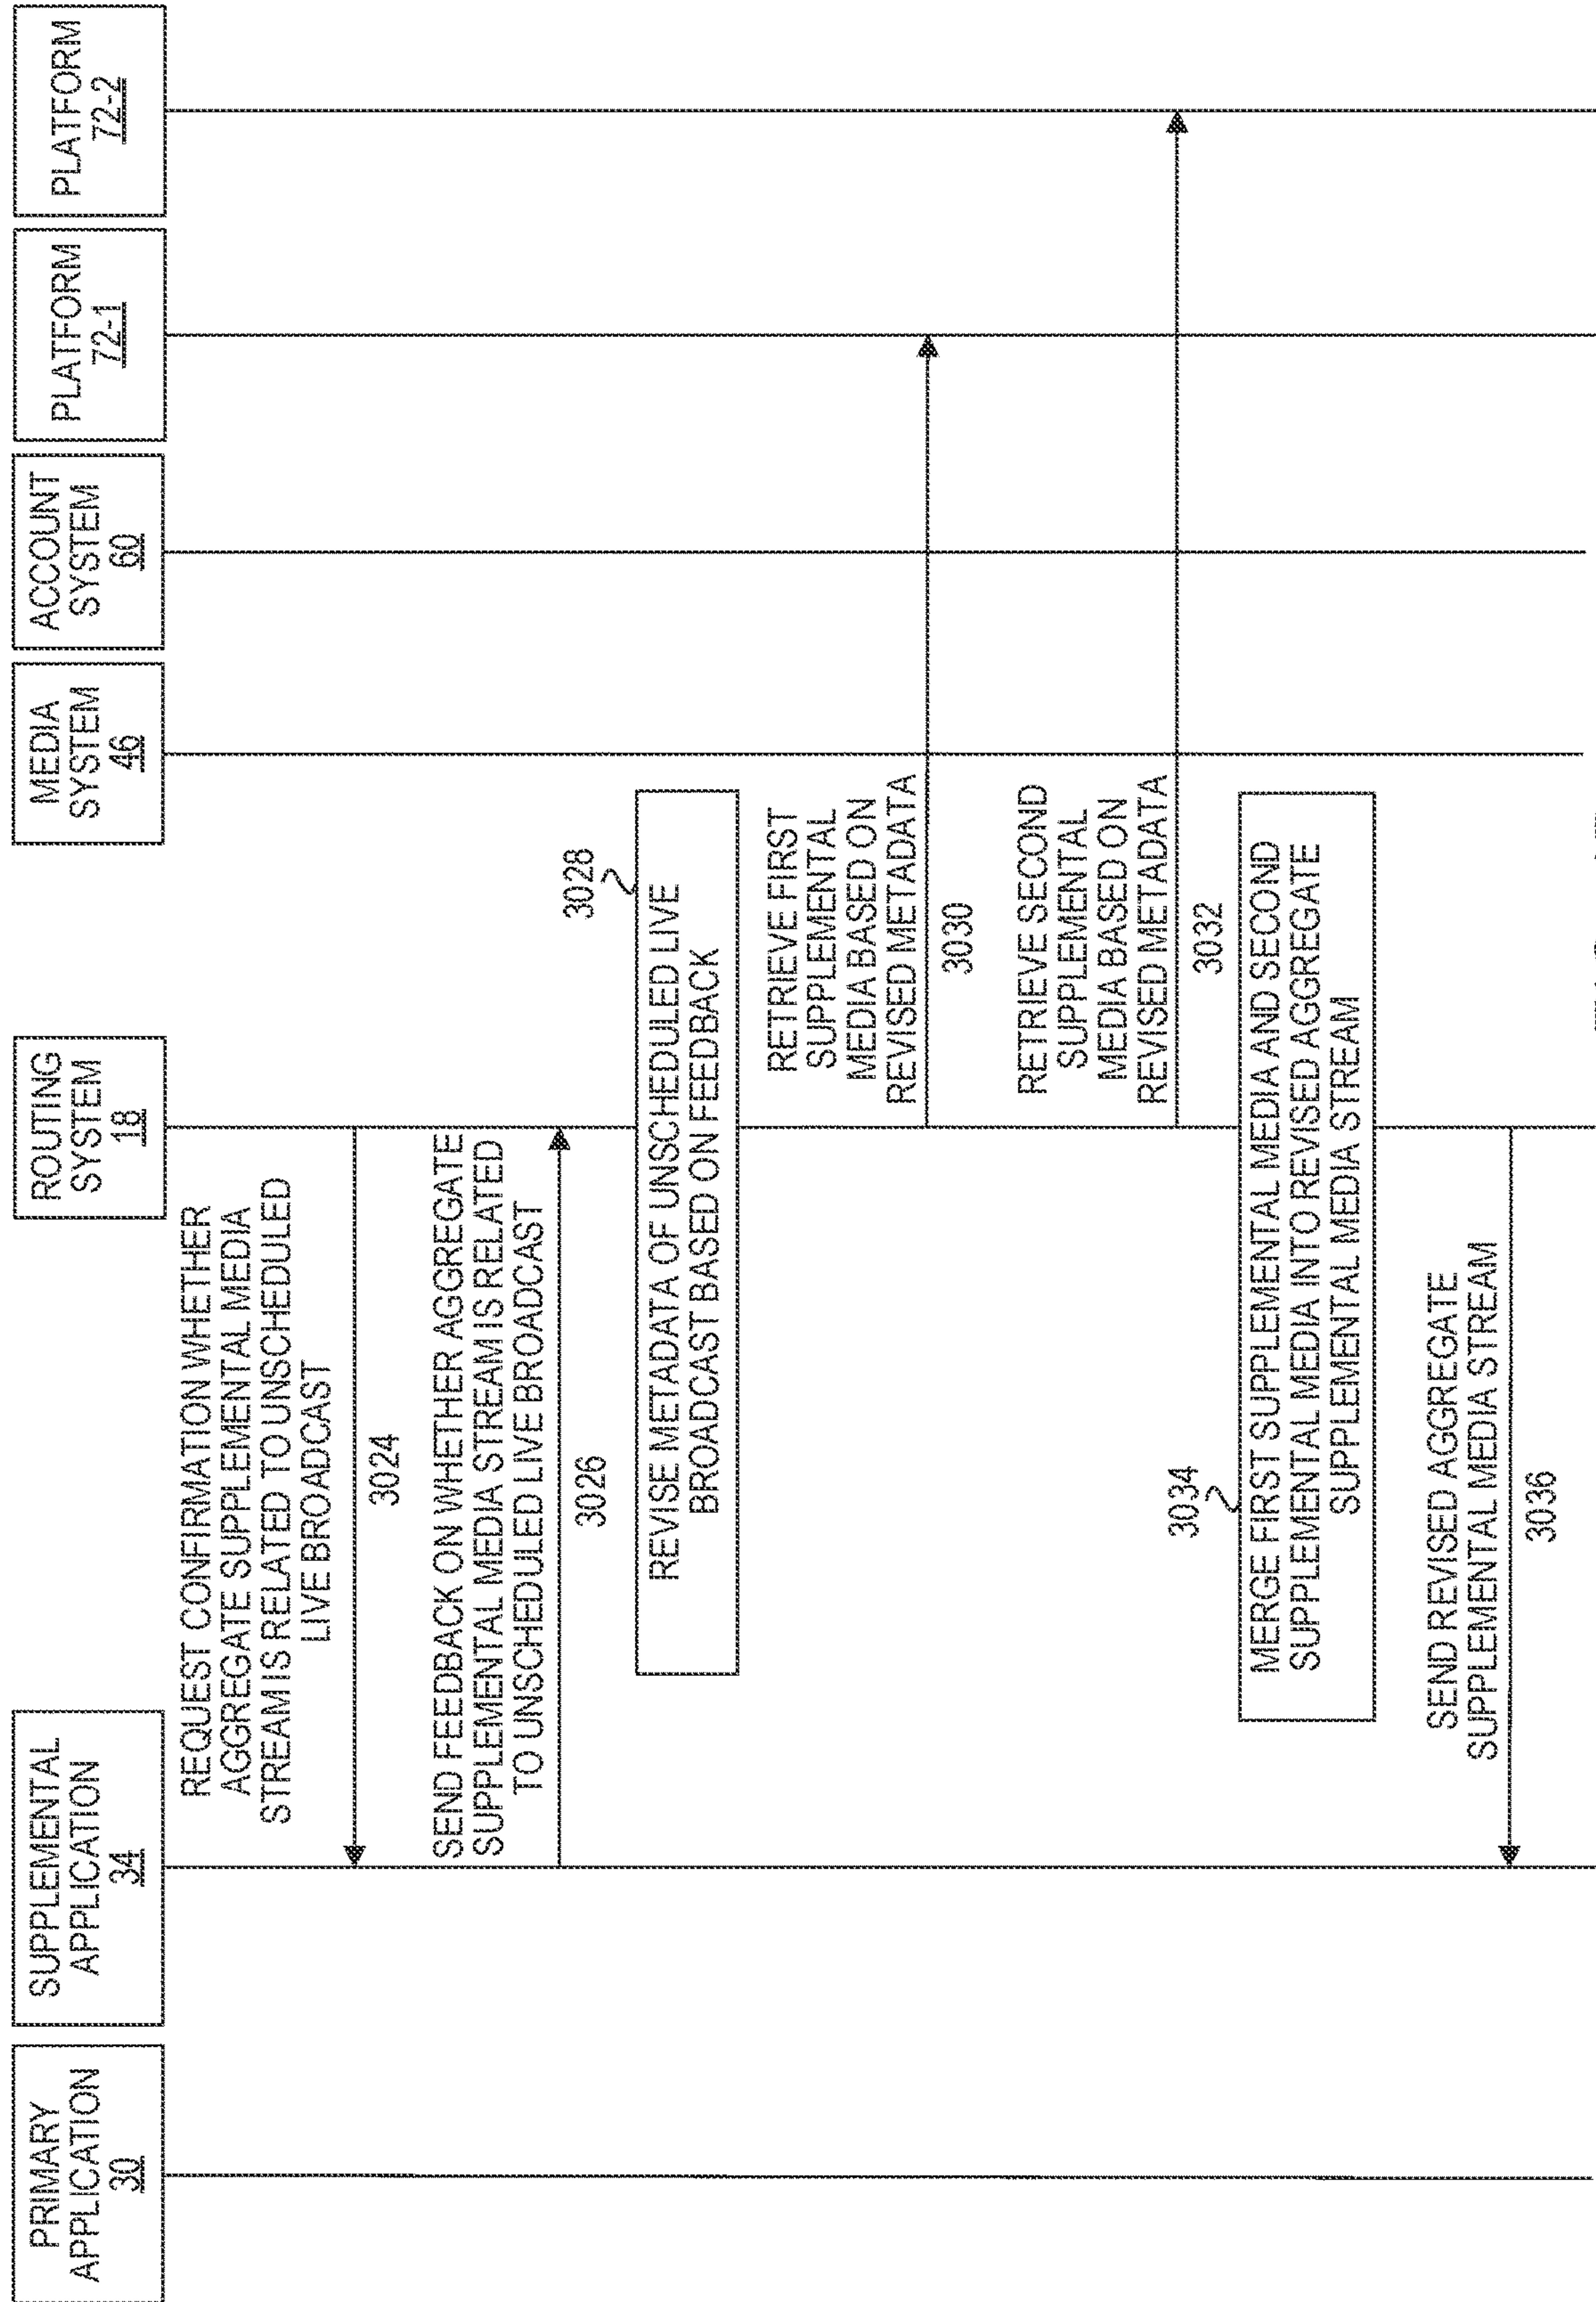 PRIMARY
APPLICATION
30
SUPPLEMENTAL
APPLICATION
34
ROUTING
SYSTEM
18
MEDIA
SYSTEM
46
ACCOUNT
SYSTEM
60
PLATFORM
72-1
PLATFORM
72-2
REQUEST CONFIRMATION WHETHER
AGGREGATE SUPPLEMENTAL MEDIA
STREAM IS RELATED TO UNSCHEDULED
LIVE BROADCAST
3024
SEND FEEDBACK ON WHETHER AGGREGATE
SUPPLEMENTAL MEDIA STREAM IS RELATED
TO UNSCHEDULED LIVE BROADCAST
3026
3028
REVISE METADATA OF UNSCHEDULED LIVE
BROADCAST BASED ON FEEDBACK
RETRIEVE FIRST
SUPPLEMENTAL
MEDIA BASED ON
REVISED METADATA
3030
RETRIEVE SECOND
SUPPLEMENTAL
MEDIA BASED ON
REVISED METADATA
3032
3034
MERGE FIRST SUPPLEMENTAL MEDIA AND SECOND
SUPPLEMENTAL MEDIA INTO REVISED AGGREGATE
SUPPLEMENTAL MEDIA STREAM
SEND REVISED AGGREGATE
SUPPLEMENTAL MEDIA STREAM
3036